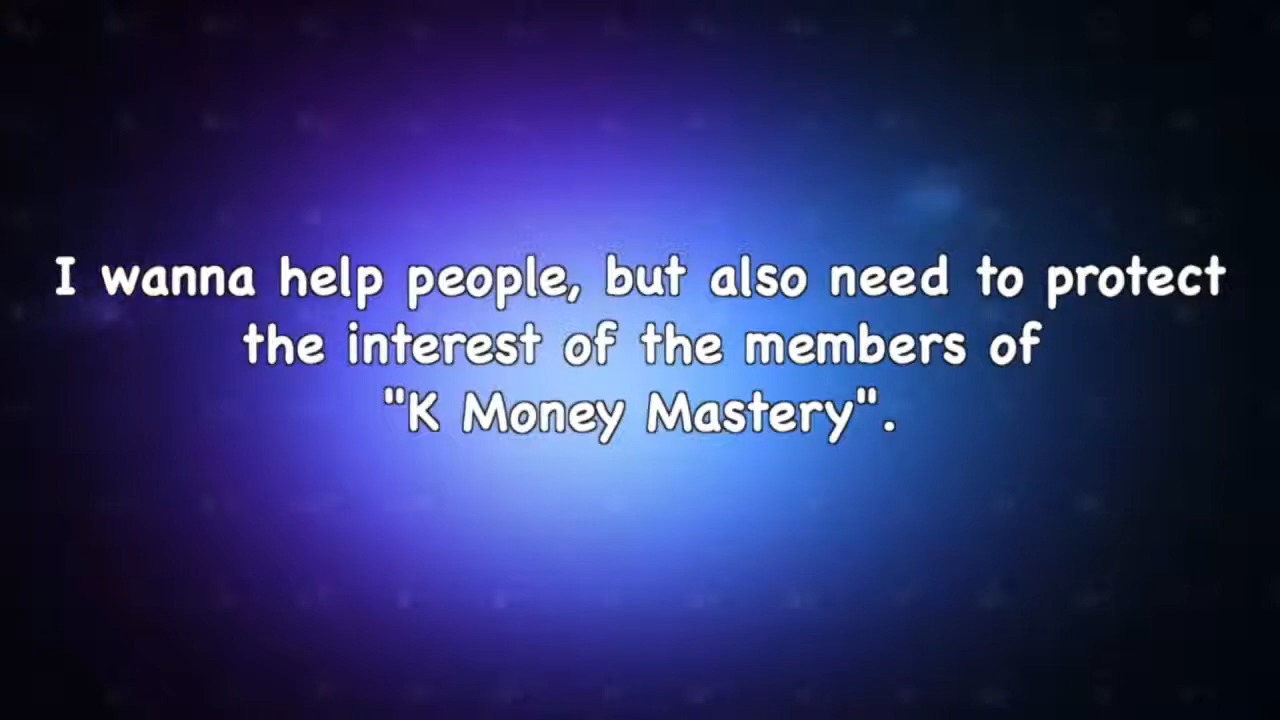 I wanna help people, but also need to protect
the interest of the members of
"K Money Mastery".